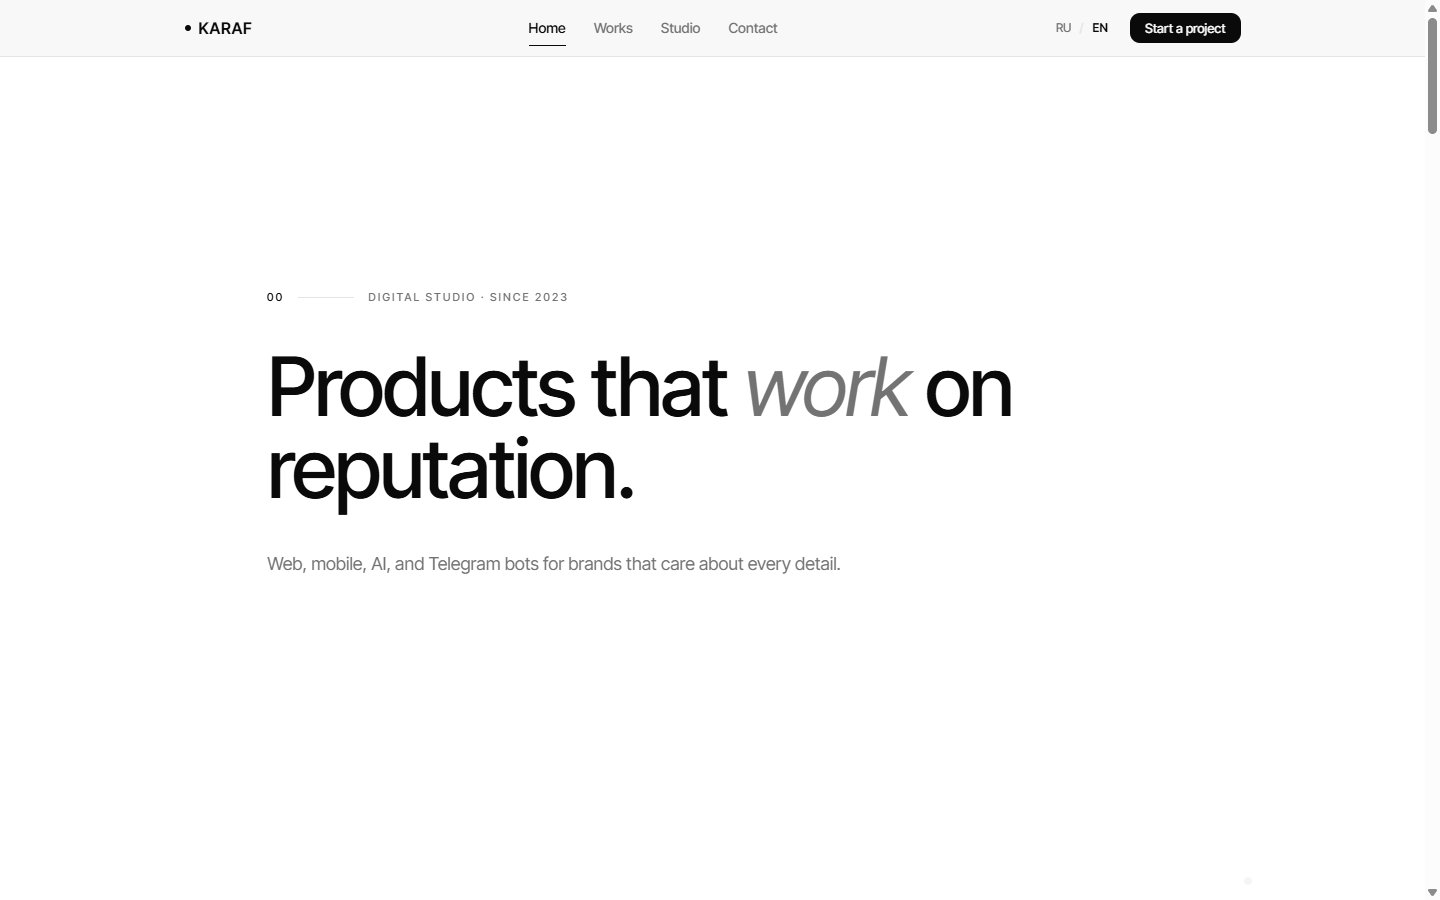 KARAF
Home
Works
Studio
Contact
RU / EN
Start a project
00
DIGITAL STUDIO · SINCE 2023
Products that work on
reputation.
Web, mobile, AI, and Telegram bots for brands that care about every detail.